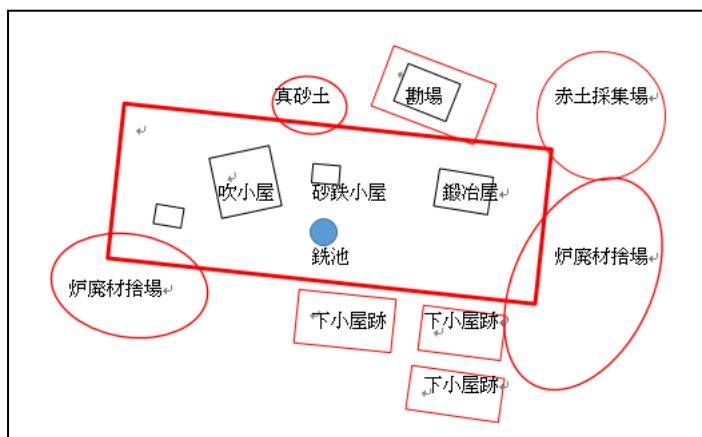 真砂土
勘場
赤土採集場
吹小屋
砂鉄小屋
鍛冶屋
銑池
炉廃材捨場
炉廃材捨場
下小屋跡
下小屋跡
下小屋跡